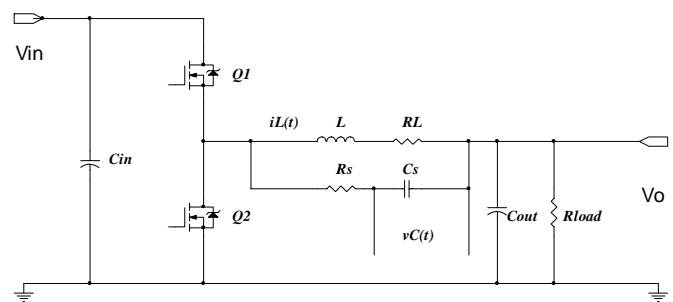 Vin
Q1
iL(t) L RL
Cin
Rs Cs
Q2
vC(t)
Cout Rload
Vo